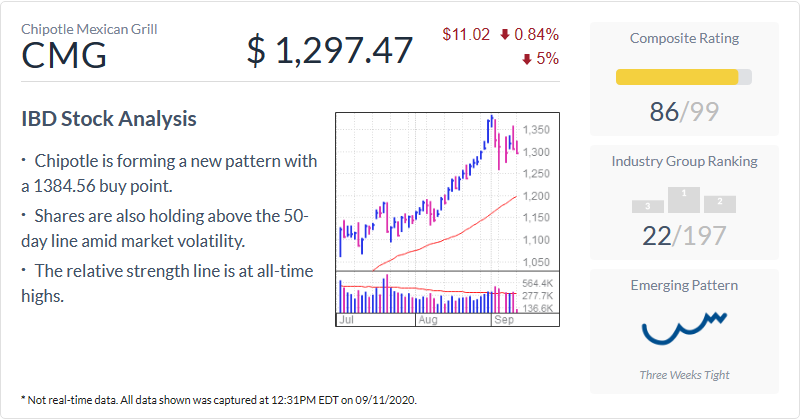 Chipotle Mexican Grill
CMG
$ 1,297.47
$11.02 0.84%
5%
IBD Stock Analysis
· Chipotle is forming a new pattern with
a 1384.56 buy point.
· Shares are also holding above the 50-
day line amid market volatility.
· The relative strength line is at all-time
highs.
1,350
1,300
1,200
1,150
1,100
1,050
564.4K
277.7K
136.6K
Jul Aug Sep
Composite Rating
86/99
Industry Group Ranking
3 1 2
22/197
Emerging Pattern
Three Weeks Tight
* Not real-time data. All data shown was captured at 12:31PM EDT on 09/11/2020.